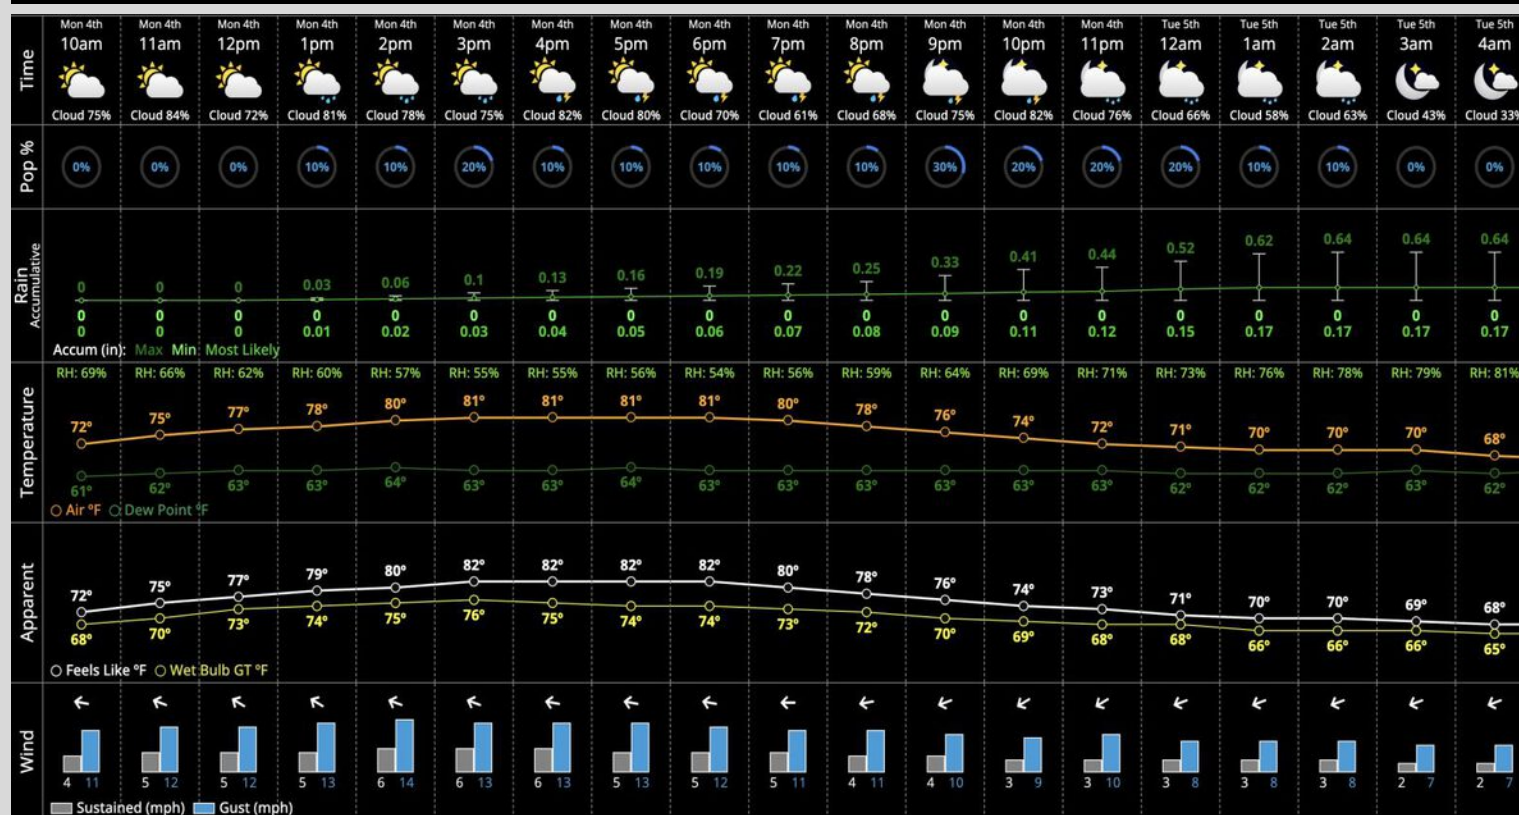 Time
Mon 4th Mon 4th Mon 4th Mon 4th Mon 4th Mon 4th Mon 4th Mon 4th Mon 4th Mon 4th Mon 4th Mon 4th Mon 4th Mon 4th Tue 5th Tue 5th Tue 5th Tue 5th Tue 5th
10am 11am 12pm 1pm 2pm 3pm 4pm 5pm 6pm 7pm 8pm 9pm 10pm 11pm 12am 1am 2am 3am 4am
Cloud 75% Cloud 84% Cloud 72% Cloud 81% Cloud 78% Cloud 75% Cloud 82% Cloud 80% Cloud 70% Cloud 61% Cloud 68% Cloud 75% Cloud 82% Cloud 76% Cloud 66% Cloud 58% Cloud 63% Cloud 43% Cloud 33%
Pop %
0% 0% 0% 10% 10% 20% 10% 10% 10% 10% 10% 30% 20% 20% 20% 10% 10% 0% 0%
Rain
Accumulative
0 0 0 0.03 0.06 0.1 0.13 0.16 0.19 0.22 0.25 0.33 0.41 0.44 0.52 0.62 0.64 0.64 0.64
0 0 0 0 0 0 0 0 0 0 0 0 0 0 0 0 0 0 0
0 0 0 0.01 0.02 0.03 0.04 0.05 0.06 0.07 0.08 0.09 0.11 0.12 0.15 0.17 0.17 0.17 0.17
Accum (in): Max Min Most Likely
Temperature
RH: 69% RH: 66% RH: 62% RH: 60% RH: 57% RH: 55% RH: 55% RH: 56% RH: 54% RH: 56% RH: 59% RH: 64% RH: 69% RH: 71% RH: 73% RH: 76% RH: 78% RH: 79% RH: 81%
72° 75° 77° 78° 80° 81° 81° 81° 81° 80° 78° 76° 74° 72° 71° 70° 70° 70° 68°
61° 62° 63° 63° 64° 63° 63° 64° 63° 63° 63° 63° 63° 63° 62° 62° 62° 63° 62°
Air °F Dew Point °F
Apparent
72° 75° 77° 79° 80° 82° 82° 82° 82° 80° 78° 76° 74° 73° 71° 70° 70° 69° 68°
68° 70° 73° 74° 75° 76° 75° 74° 74° 73° 72° 70° 69° 68° 68° 66° 66° 66° 65°
Feels Like °F Wet Bulb GT °F
Wind
4 11 5 12 5 12 5 13 6 14 6 13 6 13 5 13 5 12 5 11 4 11 4 10 3 9 3 10 3 8 3 8 3 8 2 7 2 7
Sustained (mph) Gust (mph)